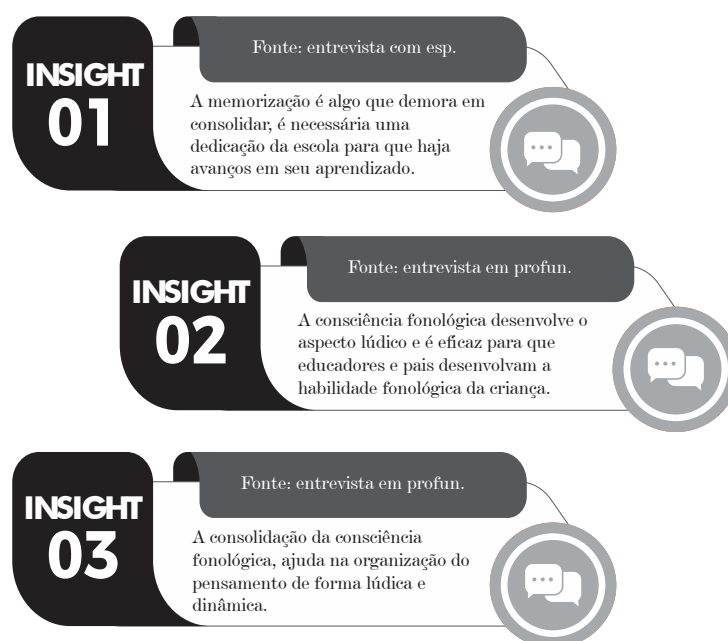 INSIGHT
01
Fonte: entrevista com esp.
A memorização é algo que demora em
consolidar, é necessária uma
dedicação da escola para que haja
avanços em seu aprendizado.
INSIGHT
02
Fonte: entrevista em profun.
A consciência fonológica desenvolve o
aspecto lúdico e é eficaz para que
educadores e pais desenvolvam a
habilidade fonológica da criança.
INSIGHT
03
Fonte: entrevista em profun.
A consolidação da consciência
fonológica, ajuda na organização do
pensamento de forma lúdica e
dinâmica.